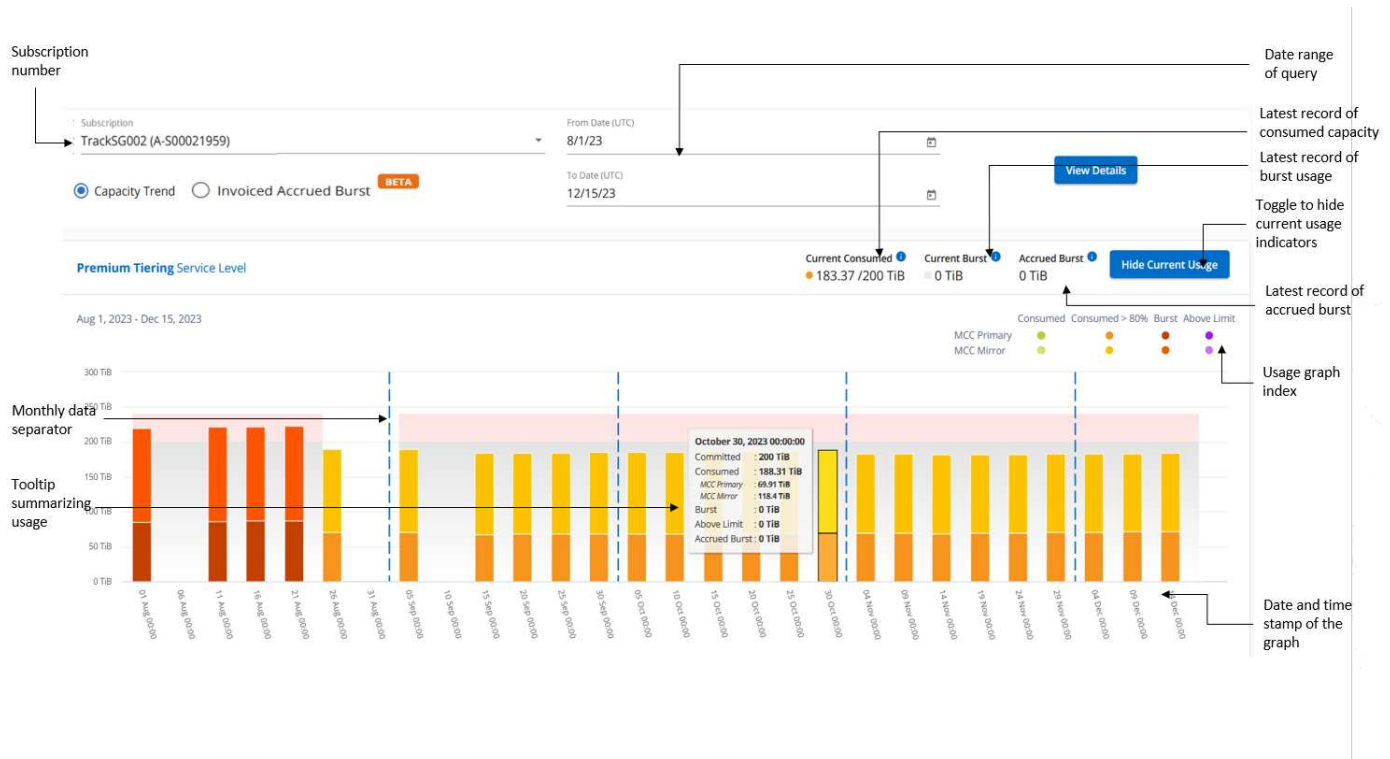 Subscription
number
Date range
of query
Latest record of
consumed capacity
Latest record of
burst usage
Toggle to hide
current usage
indicators
Latest record of
accrued burst
Usage graph
index
Date and time
stamp of the
graph
Monthly data
separator
Tooltip
summarizing
usage
Subscription
TrackSG002 (A-S00021959)
From Date (UTC)
8/1/23
Capacity Trend
Invoiced Accrued Burst
BETA
To Date (UTC)
12/15/23
View Details
Premium Tiering Service Level
Current Consumed
183.37 /200 TiB
Current Burst
0 TiB
Accrued Burst
0 TiB
Hide Current Usage
Aug 1, 2023 - Dec 15, 2023
Consumed Consumed > 80% Burst Above Limit
MCC Primary
MCC Mirror
300 TiB
250 TiB
200 TiB
150 TiB
100 TiB
50 TiB
0 TiB
October 30, 2023 00:00:00
Committed : 200 TiB
Consumed : 188.31 TiB
MCC Primary : 69.91 TiB
MCC Mirror : 118.4 TiB
Burst : 0 TiB
Above Limit : 0 TiB
Accrued Burst : 0 TiB
01 Aug 00:00
06 Aug 00:00
11 Aug 00:00
16 Aug 00:00
21 Aug 00:00
26 Aug 00:00
31 Aug 00:00
05 Sep 00:00
10 Sep 00:00
15 Sep 00:00
20 Sep 00:00
25 Sep 00:00
30 Sep 00:00
05 Oct 00:00
10 Oct 00:00
15 Oct 00:00
20 Oct 00:00
25 Oct 00:00
30 Oct 00:00
04 Nov 00:00
09 Nov 00:00
14 Nov 00:00
19 Nov 00:00
24 Nov 00:00
29 Nov 00:00
04 Dec 00:00
09 Dec 00:00
Dec 00:00